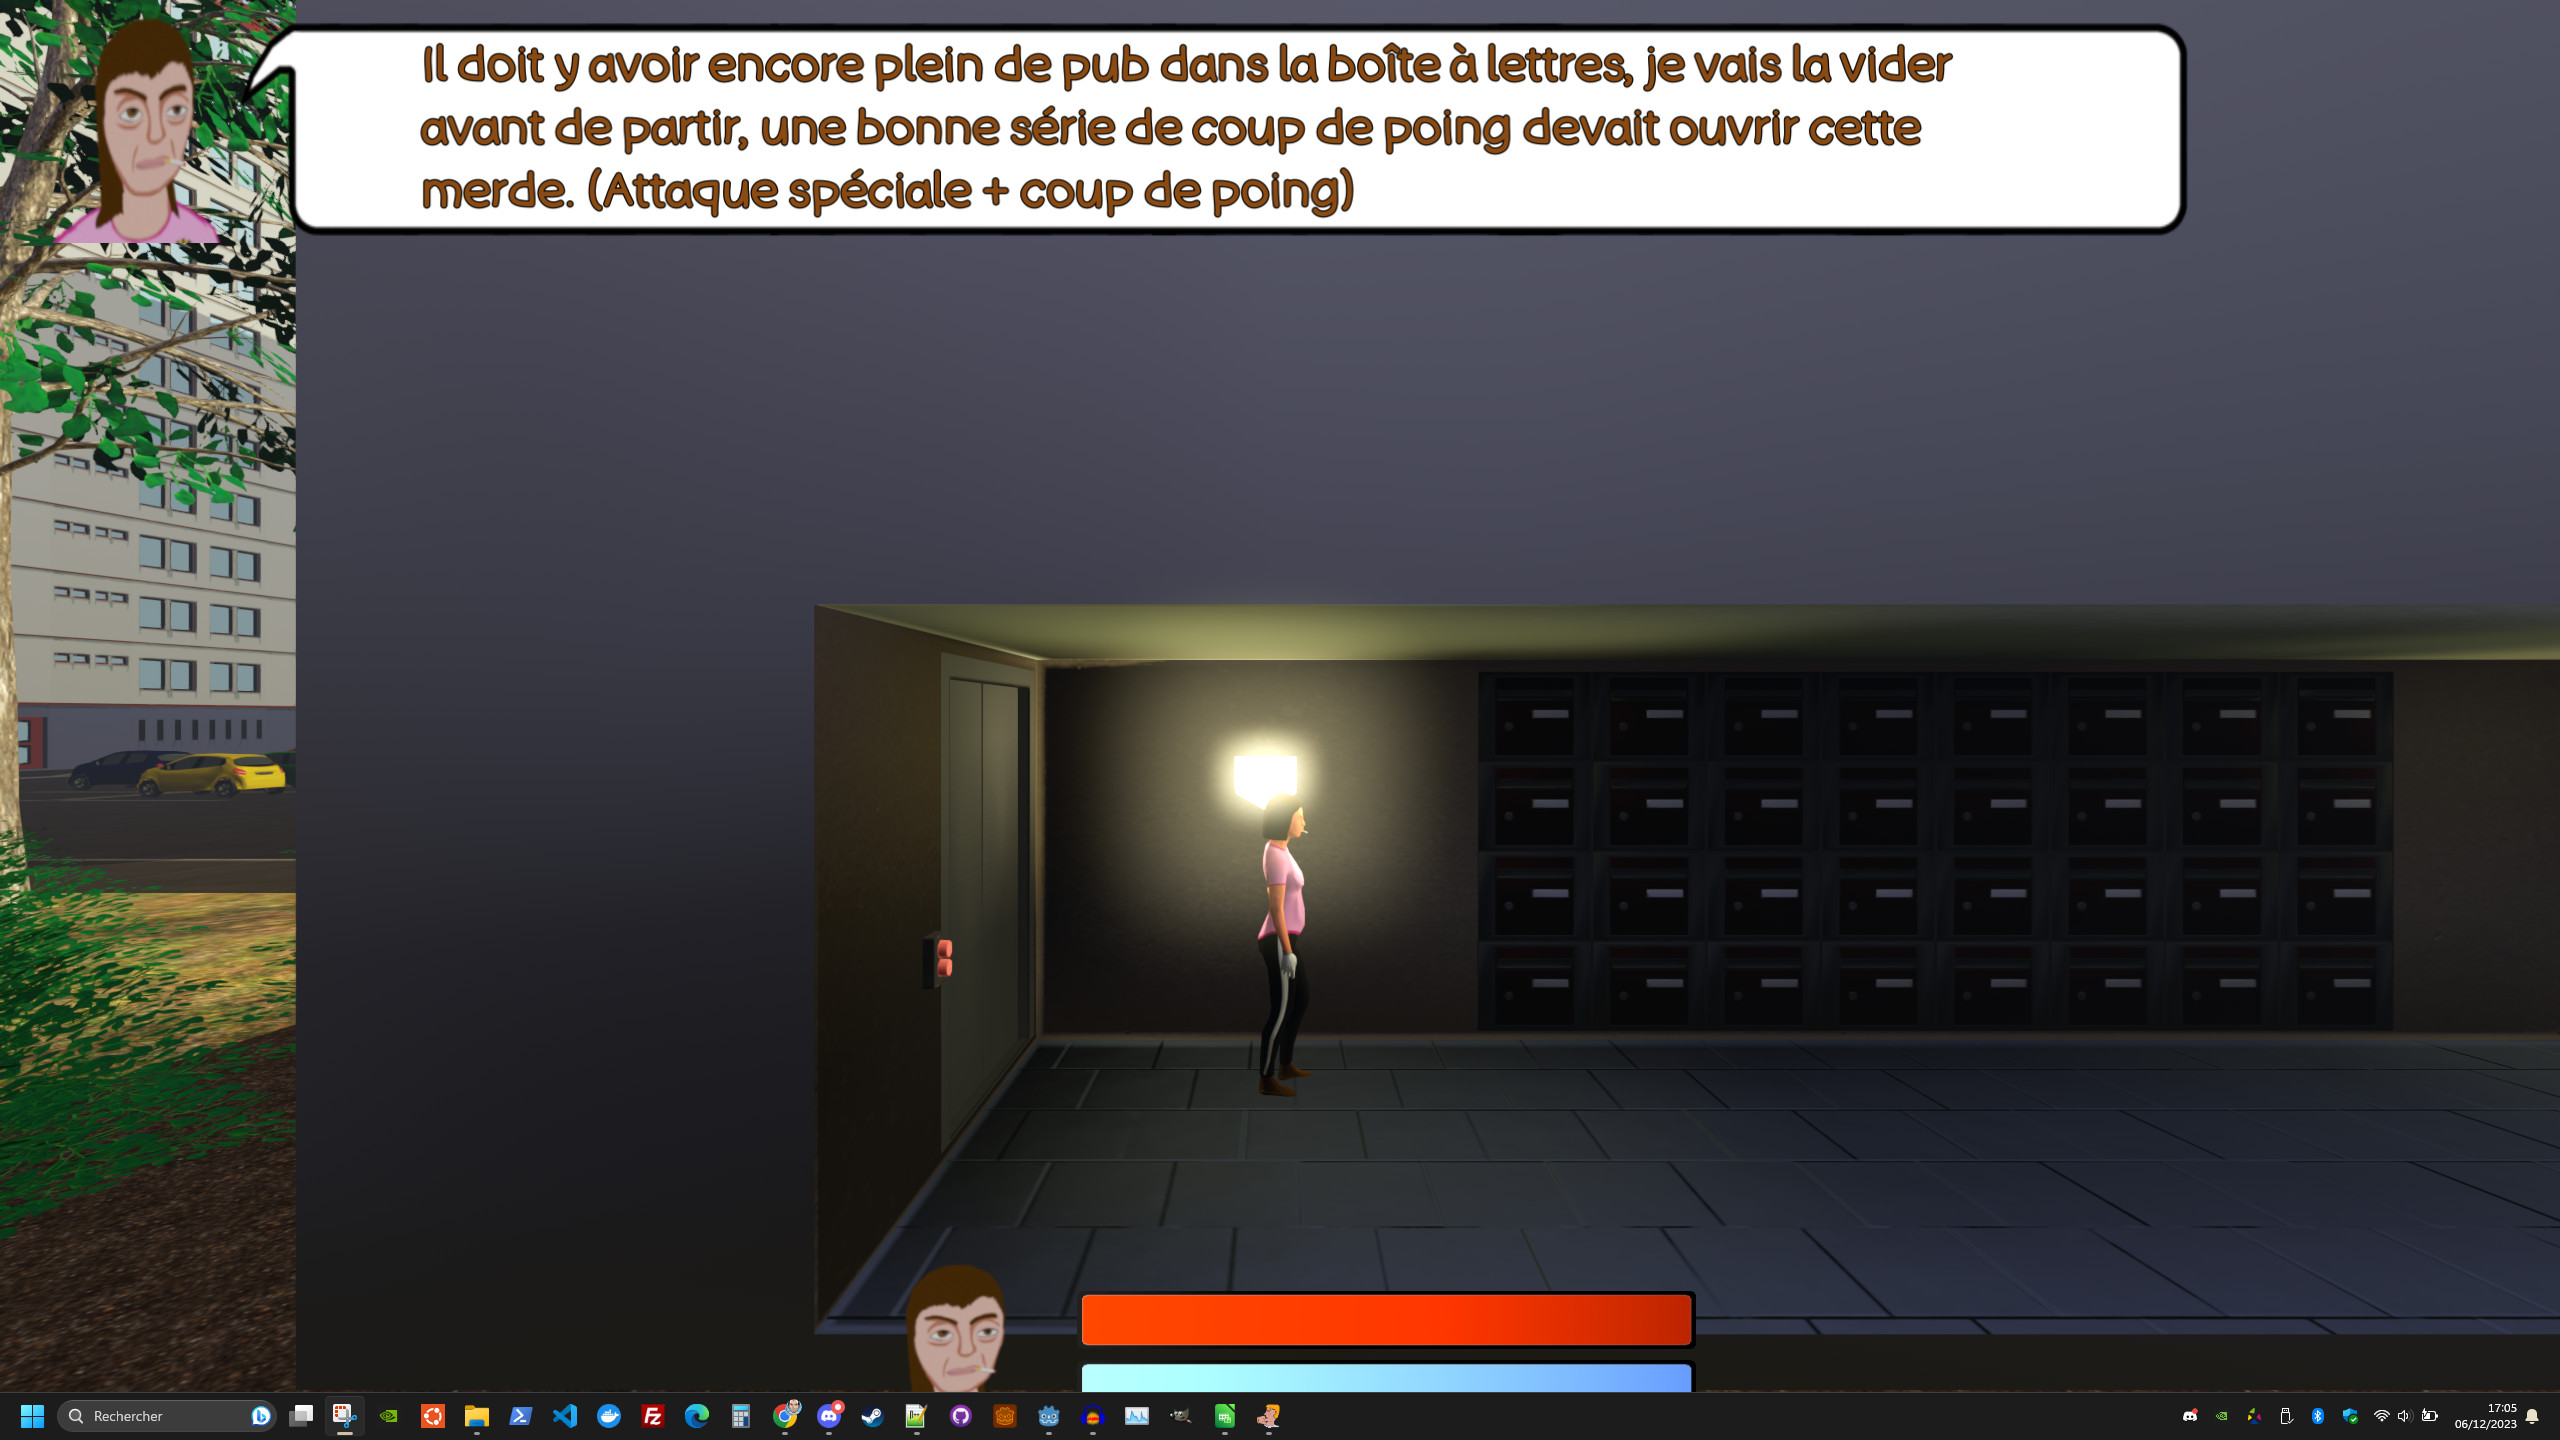 Il doit y avoir encore plein de pub dans la boîte à lettres, je vais la vider
avant de partir, une bonne série de coup de poing devait ouvrir cette
merde. (Attaque spéciale + coup de poing)
Rechercher
17:05
06/12/2023